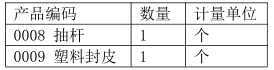 产品编码 数量 计量单位
0008 抽杆 1 个
0009 塑料封皮 1 个